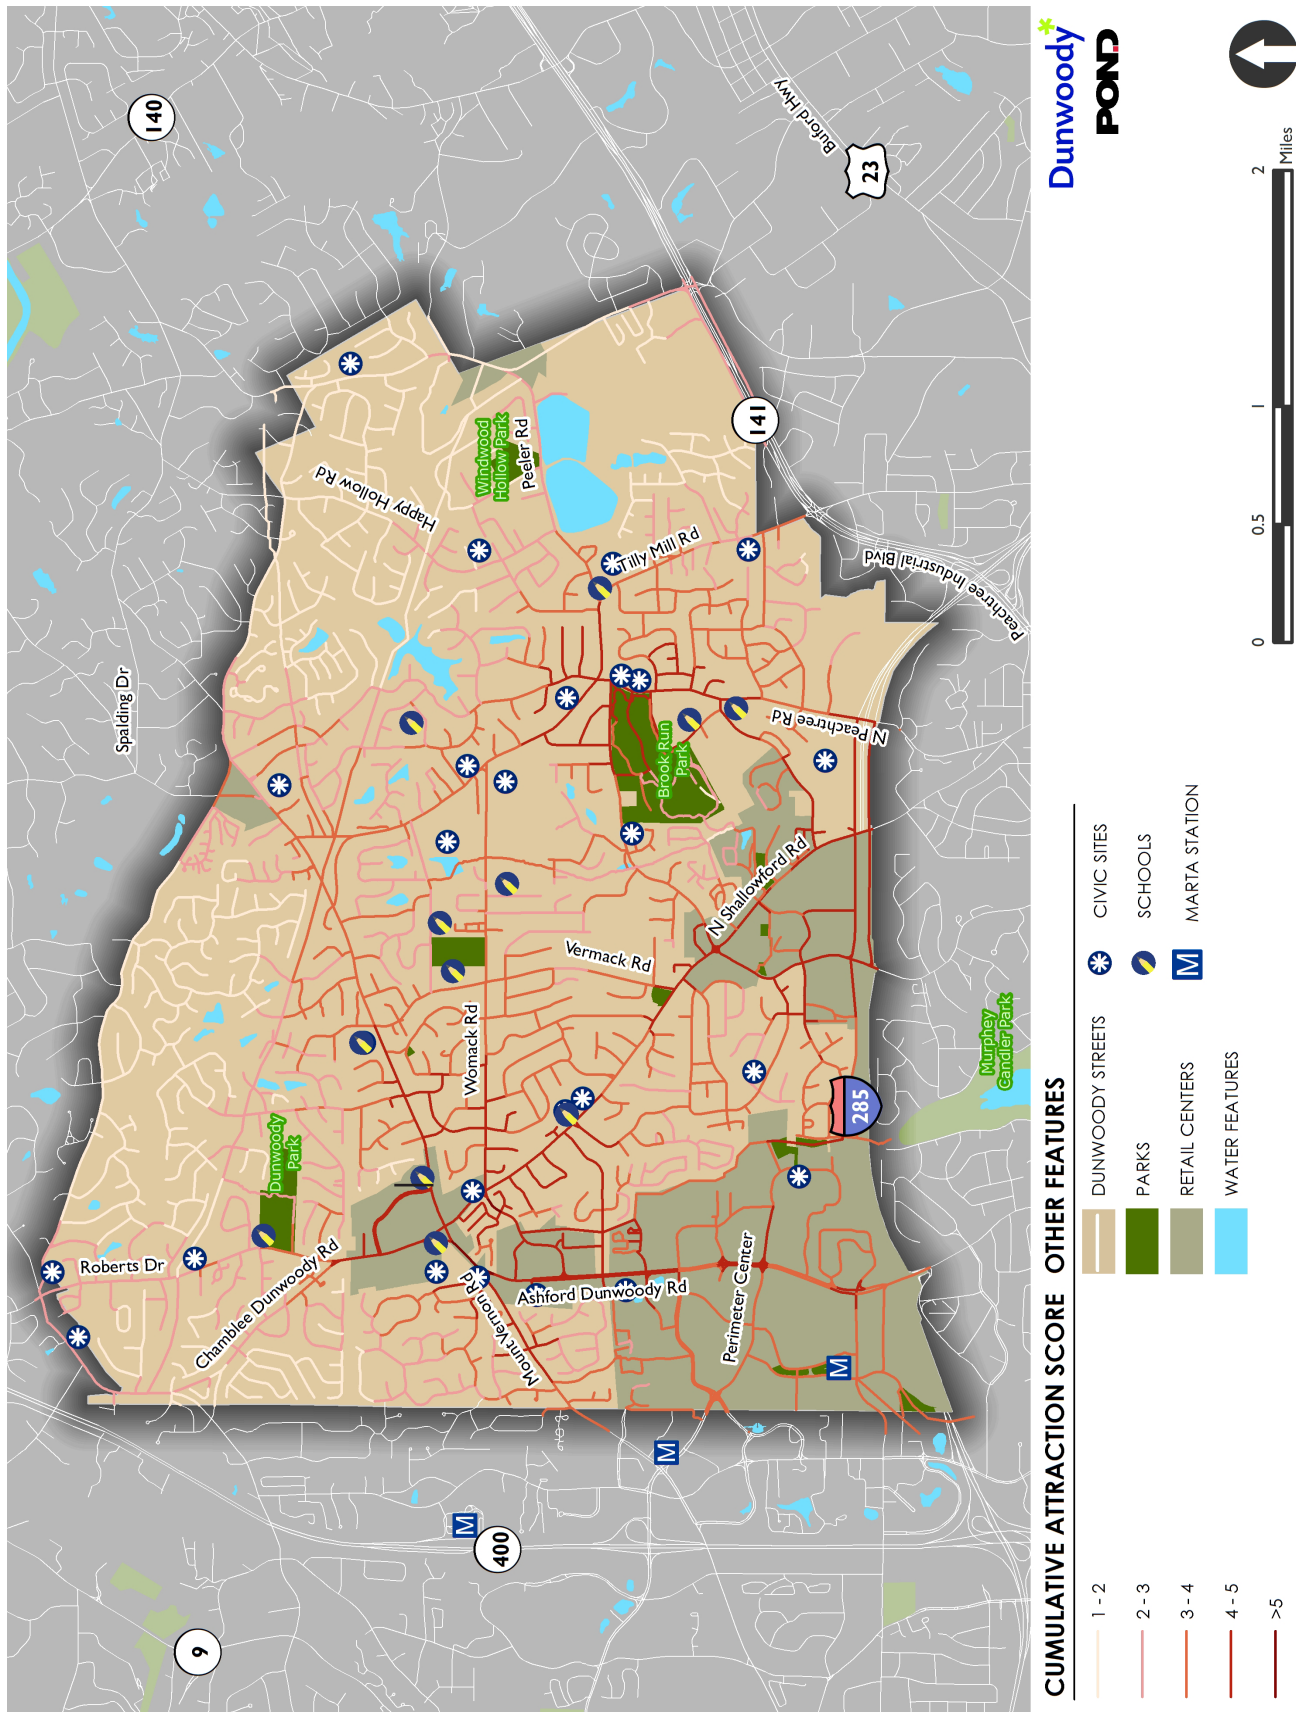 9
400
140
23
141
285
Spalding Dr
Roberts Dr
Dunwoody
Park
Chamblee Dunwoody Rd
Mount Vernon Rd
Womack Rd
Vermack Rd
Happy Hollow Rd
Windwood
Hollow Park
Peeler Rd
Tilly Mill Rd
Brook Run
Park
N Peachtree Rd
N Shallowford Rd
Ashford Dunwoody Rd
Perimeter Center
Peachtree Industrial Blvd
Buford Hwy
Murphey
Candler Park
M
M
M
CUMULATIVE ATTRACTION SCORE
1 - 2
2 - 3
3 - 4
4 - 5
>5
OTHER FEATURES
DUNWOODY STREETS
PARKS
RETAIL CENTERS
WATER FEATURES
CIVIC SITES
SCHOOLS
M MARTA STATION
0 0.5 1 2
Miles
Dunwoody*
POND